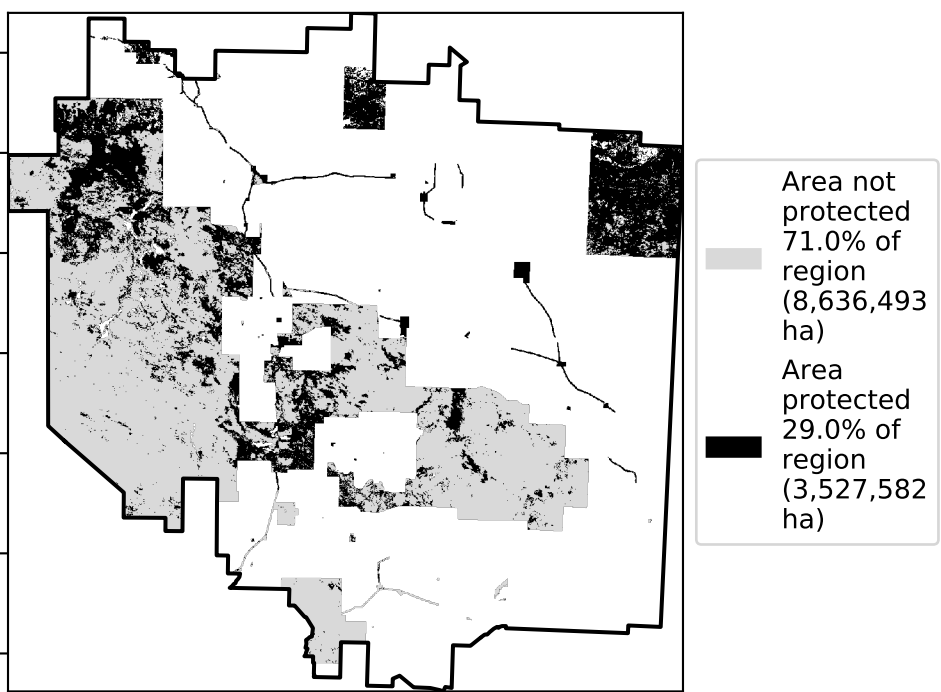 Area not
protected
71.0% of
region
(8,636,493
ha)
Area
protected
29.0% of
region
(3,527,582
ha)